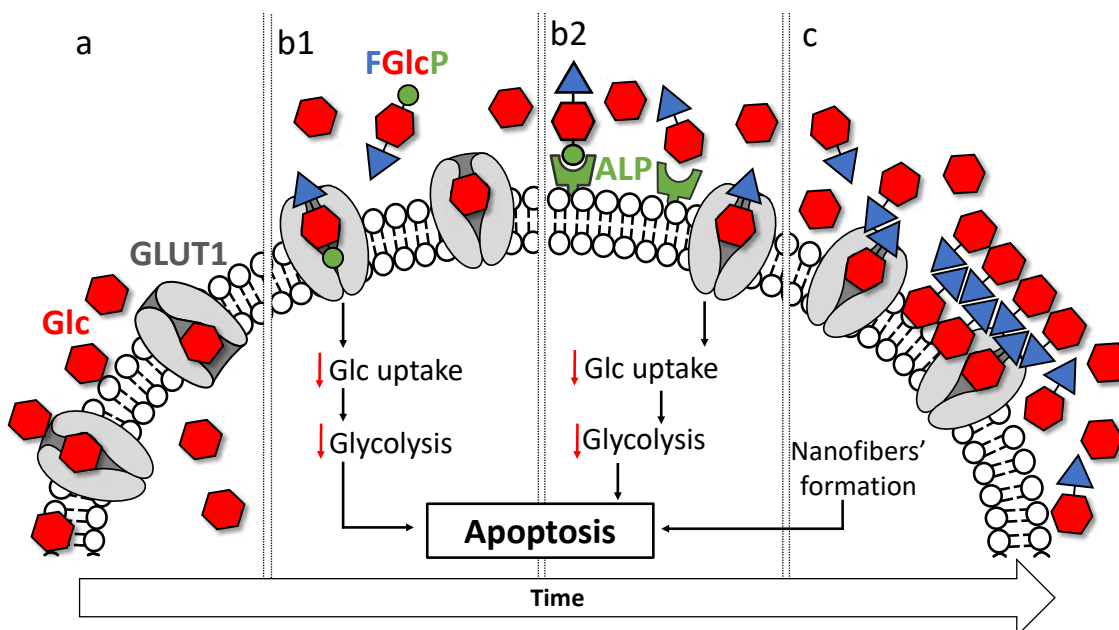 a
b1
b2
c
FGlcP
ALP
GLUT1
Glc
Glc uptake
Glycolysis
Glc uptake
Glycolysis
Nanofibers’
formation
Apoptosis
Time